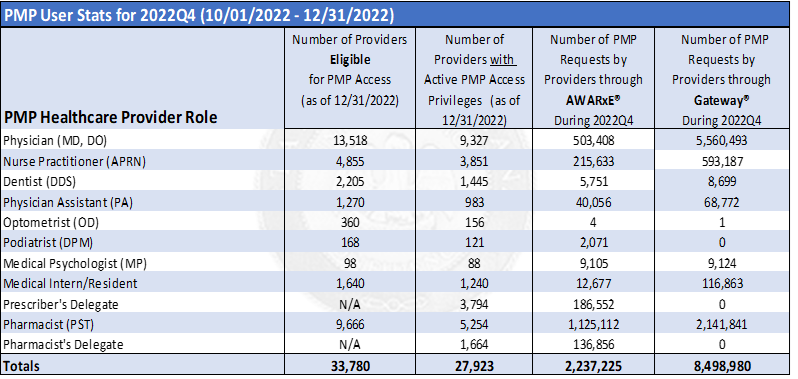 PMP User Stats for 2022Q4 (10/01/2022 - 12/31/2022)
PMP Healthcare Provider Role
Number of Providers
Eligible
for PMP Access
(as of 12/31/2022)
Number of
Providers with
Active PMP Access
Privileges (as of
12/31/2022)
Number of PMP
Requests by
Providers through
AWARxE®
During 2022Q4
Number of PMP
Requests by
Providers through
Gateway®
During 2022Q4
Physician (MD, DO) 13,518 9,327 503,408 5,560,493
Nurse Practitioner (APRN) 4,855 3,851 215,633 593,187
Dentist (DDS) 2,205 1,445 5,751 8,699
Physician Assistant (PA) 1,270 983 40,056 68,772
Optometrist (OD) 360 156 4 1
Podiatrist (DPM) 168 121 2,071 0
Medical Psychologist (MP) 98 88 9,105 9,124
Medical Intern/Resident 1,640 1,240 12,677 116,863
Prescriber's Delegate N/A 3,794 186,552 0
Pharmacist (PST) 9,666 5,254 1,125,112 2,141,841
Pharmacist's Delegate N/A 1,664 136,856 0
Totals 33,780 27,923 2,237,225 8,498,980